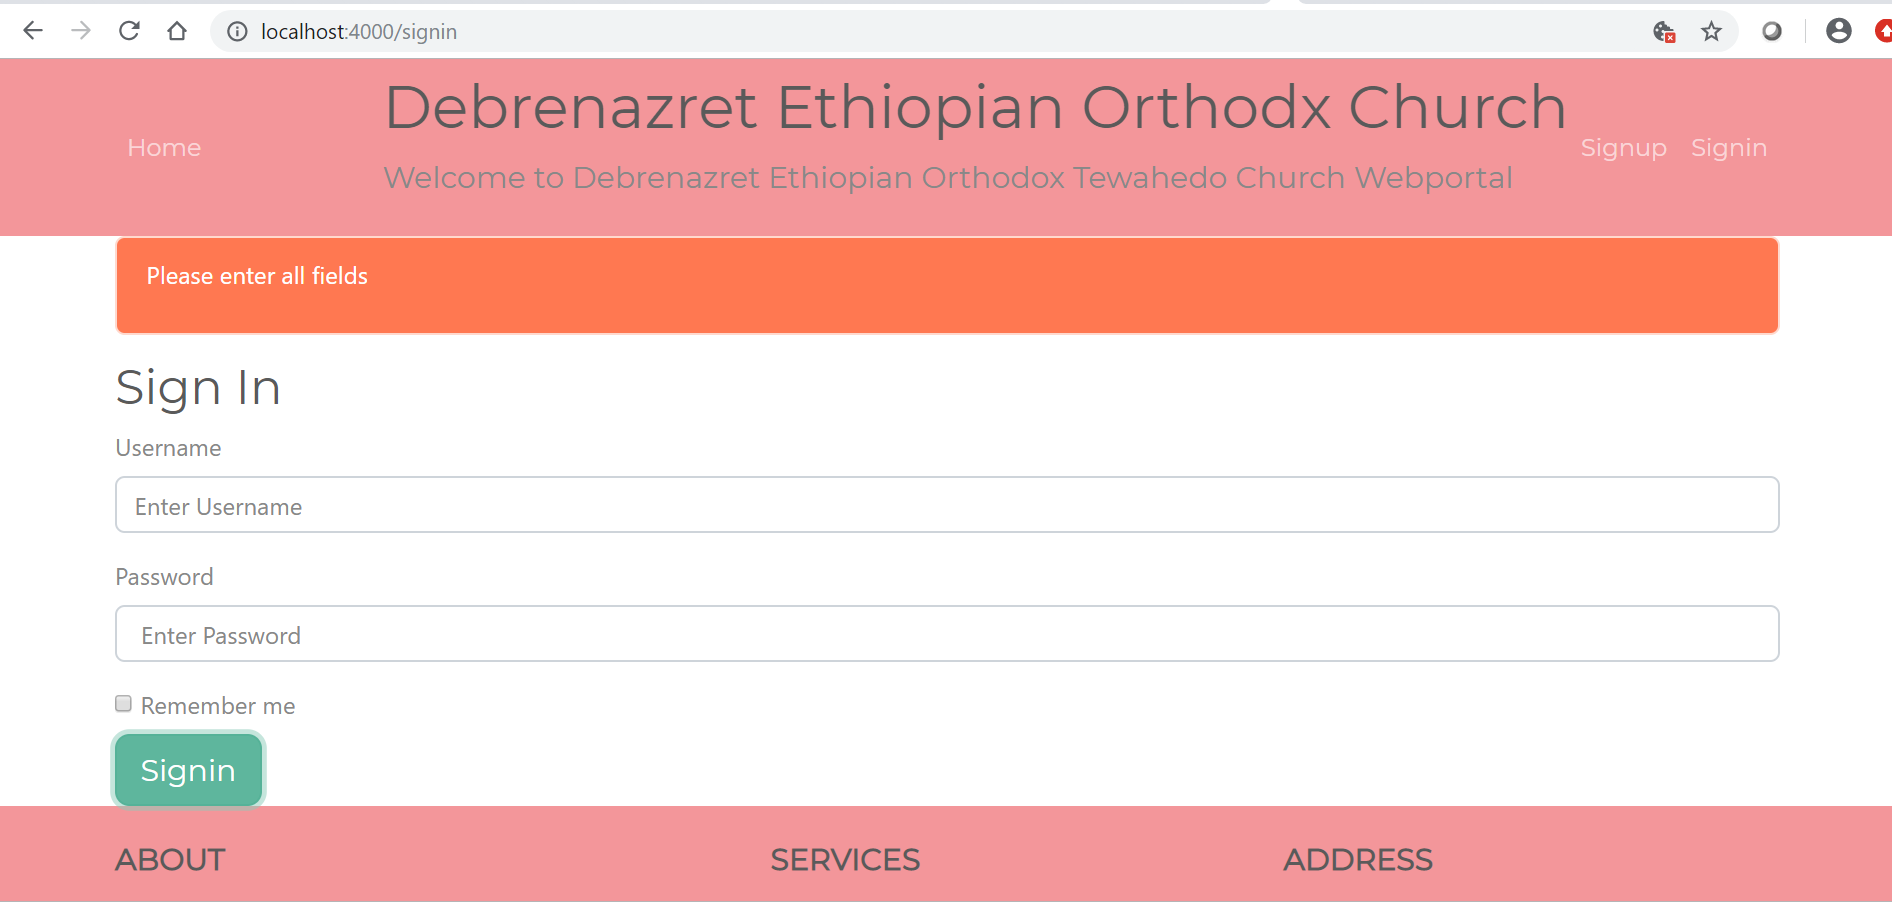 localhost:4000/signin
Debrenazret Ethiopian Orthodx Church
Home
Signup Signin
Welcome to Debrenazret Ethiopian Orthodox Tewahedo Church Webportal
Please enter all fields
Sign In
Username
Enter Username
Password
Enter Password
Remember me
Signin
ABOUT SERVICES ADDRESS